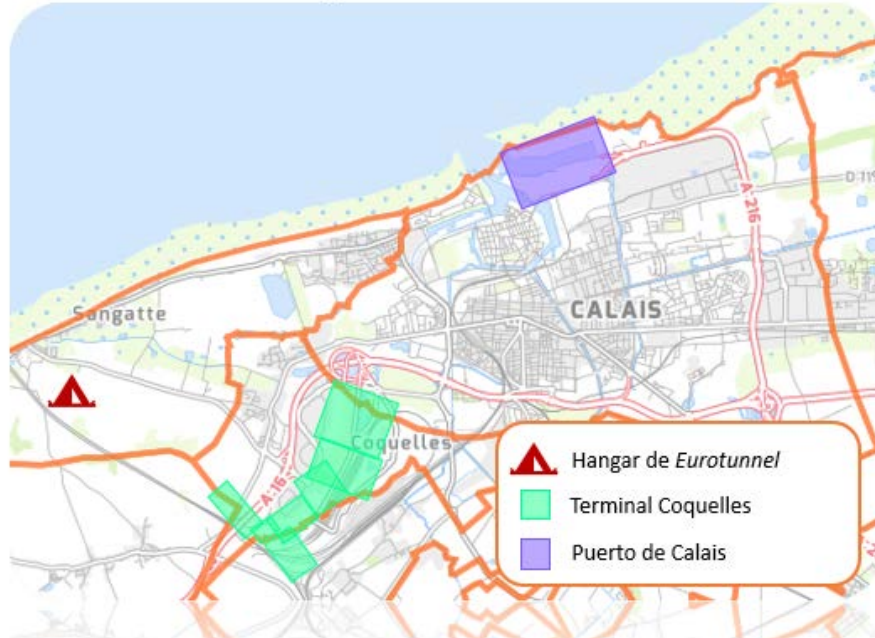 D 119
A 216
Sangatte
CALAIS
Coquelles
A 16
Hangar de Eurotunnel
Terminal Coquelles
Puerto de Calais